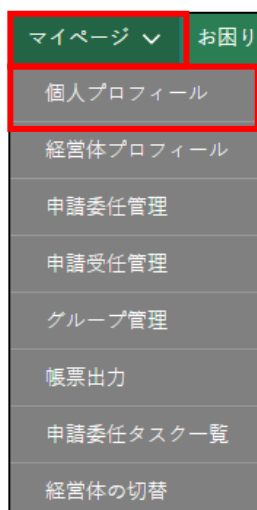 マイページ お困り
個人プロフィール
経営体プロフィール
申請委任管理
申請受任管理
グループ管理
帳票出力
申請委任タスク一覧
経営体の切替